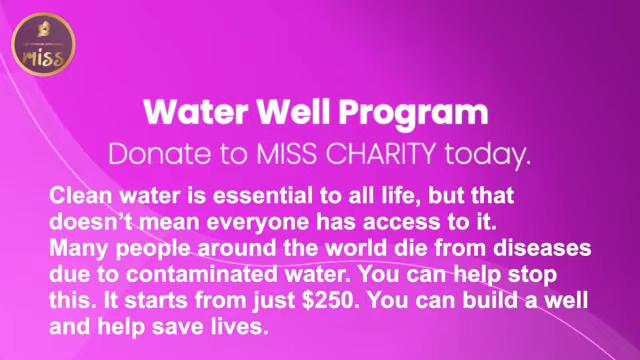 miss
Water Well Program
Donate to MISS CHARITY today.
Clean water is essential to all life, but that
doesn’t mean everyone has access to it.
Many people around the world die from diseases
due to contaminated water. You can help stop
this. It starts from just $250. You can build a well
and help save lives.